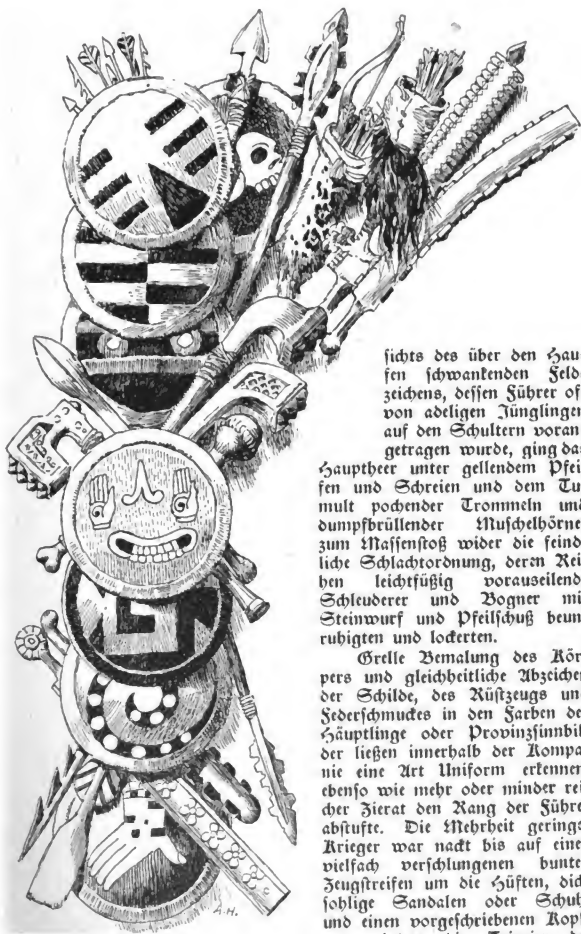 sichts des über den Hau
fen schwankenden Feld
zeichens, dessen Führer of
von adeligen Jünglingen
auf den Schultern voran
getragen wurde, ging da
Hauptheer unter gellendem Pfei
fen und Schreien und dem Tu
mult pochender Trommeln und
dumpfbrüllender Muschelhörne
zum Massenstoß wider die feind
liche Schlachtordnung, deren Rei
hen leichtfüßig vorauseilend
Schleuderer und Bogner mi
Steinwurf und Pfeilschuß beun
ruhigten und lockerten.
Grelle Bemalung des Kör
pers und gleichheitliche Abzeiche
der Schilde, des Rüstzeugs un
Federschmuckes in den Farben de
Häuptlinge oder Provinzsinnbil
der ließen innerhalb der Kompa
nie eine Art Uniform erkennen
ebenso wie mehr oder minder rei
cher Zierat den Rang der Führe
abstufte. Die Mehrheit geringe
Krieger war nackt bis auf eine
vielfach verschlungenen bunte
Zeugstreifen um die Hüften, dick
sohlige Sandalen oder Schuh
und einen vorgeschriebenen Kopf
A.H.